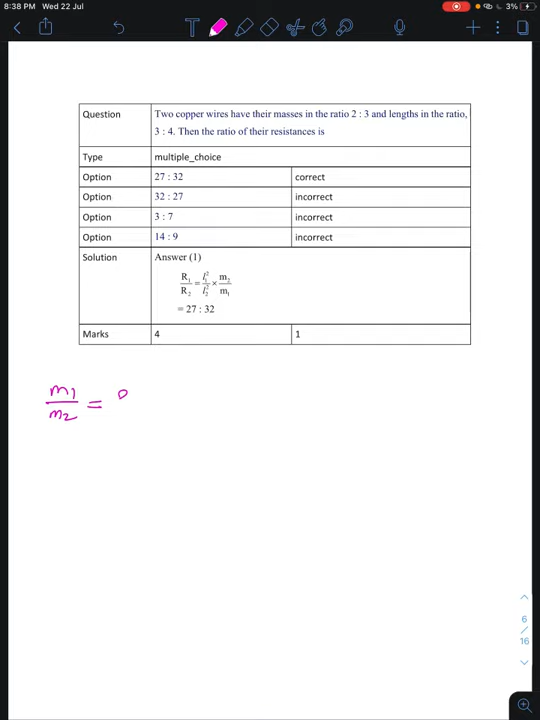 8:38 PM Wed 22 Jul
3%
Question
Two copper wires have their masses in the ratio 2 : 3 and lengths in the ratio,
3 : 4. Then the ratio of their resistances is
Type
multiple_choice
Option
27 : 32
correct
Option
32 : 27
incorrect
Option
3 : 7
incorrect
Option
14 : 9
incorrect
Solution
Answer (1)
R₁/R₂ = l₁²/l₂² × m₂/m₁
= 27 : 32
Marks
4
1
m₁/m₂ =
6
/
16